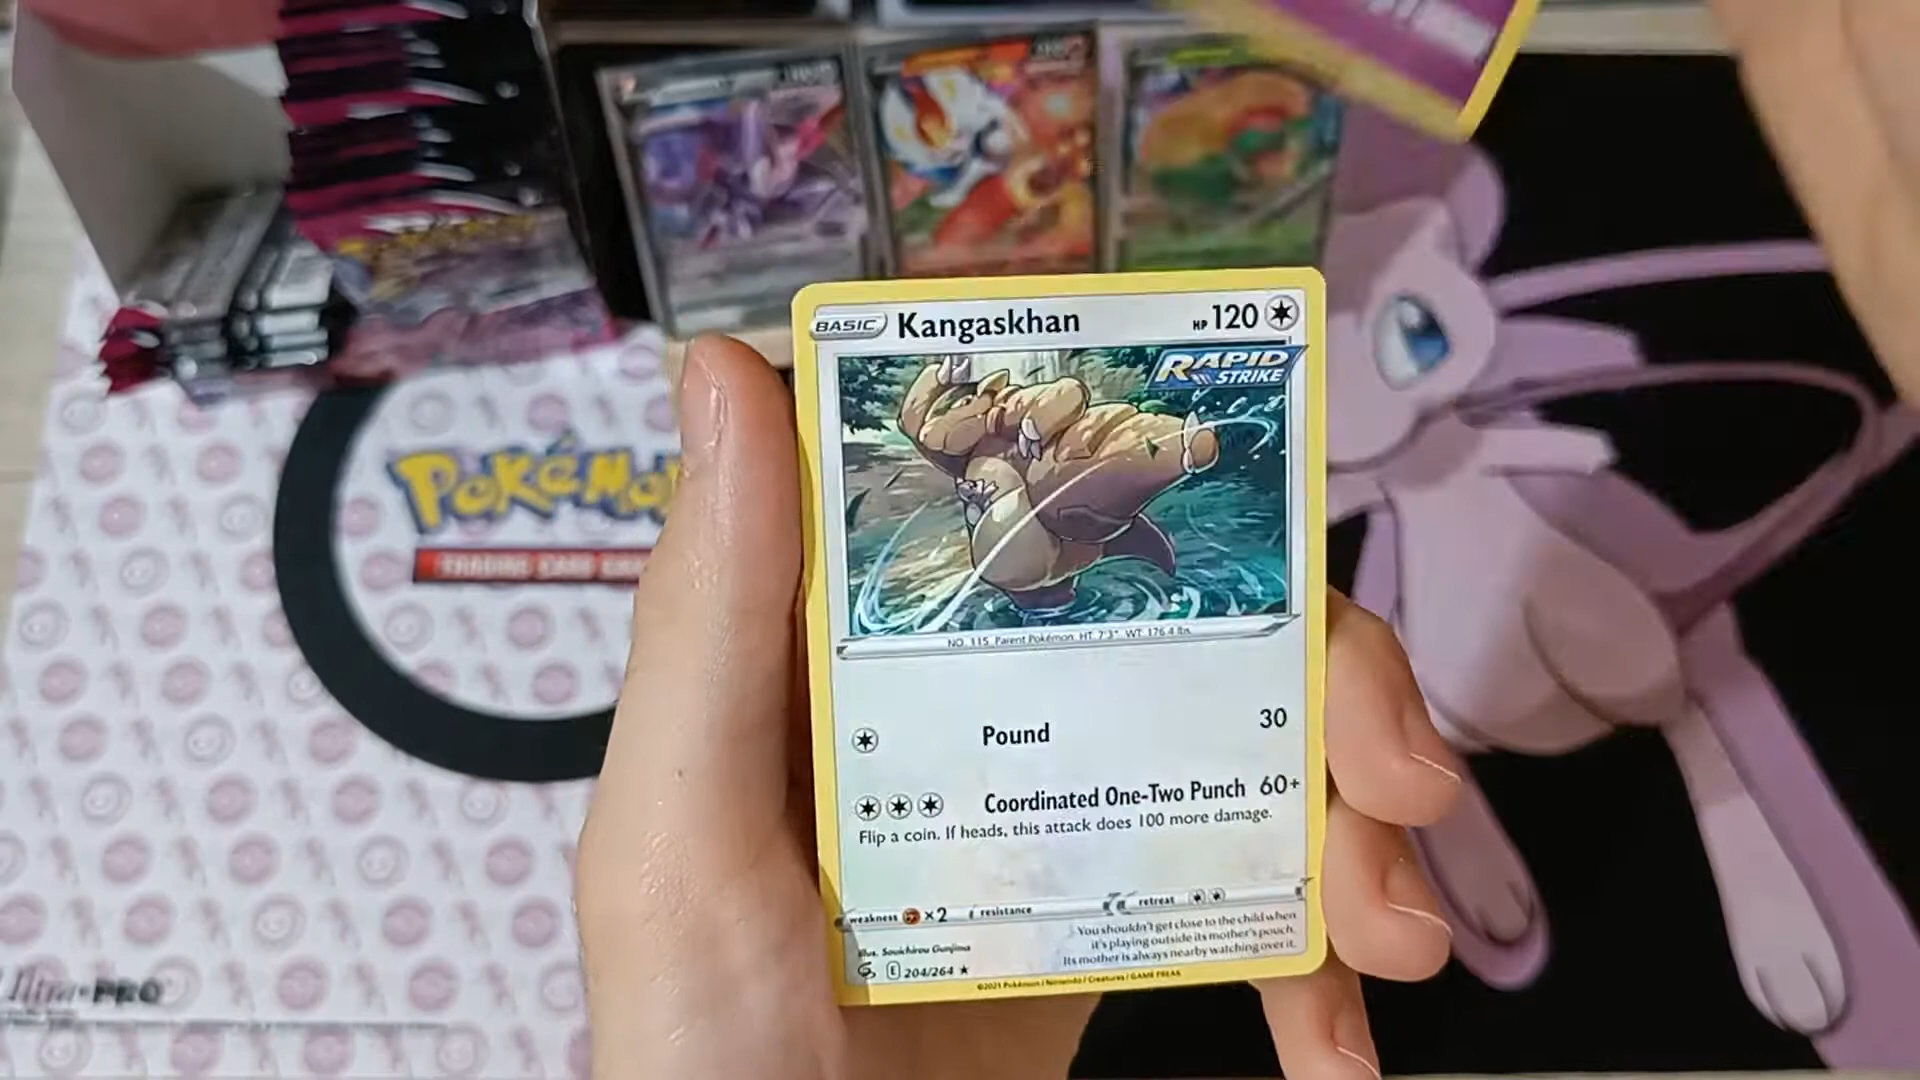 BASIC Kangaskhan HP 120
RAPID
STRIKE
NO. 115 Parent Pokémon HT: 7'3" WT: 176.4 lbs.
Pound 30
Coordinated One-Two Punch 60+
Flip a coin. If heads, this attack does 100 more damage.
weakness ×2 resistance retreat
You shouldn't get close to the child when
it's playing outside its mother's pouch.
Its mother is always nearby watching over it.
Illus. Souichirou Gunjima
E 204/264 ★
©2021 Pokémon / Nintendo / Creatures / GAME FREAK
POKéMO
TRADING CARD GA
Ultra•PRO